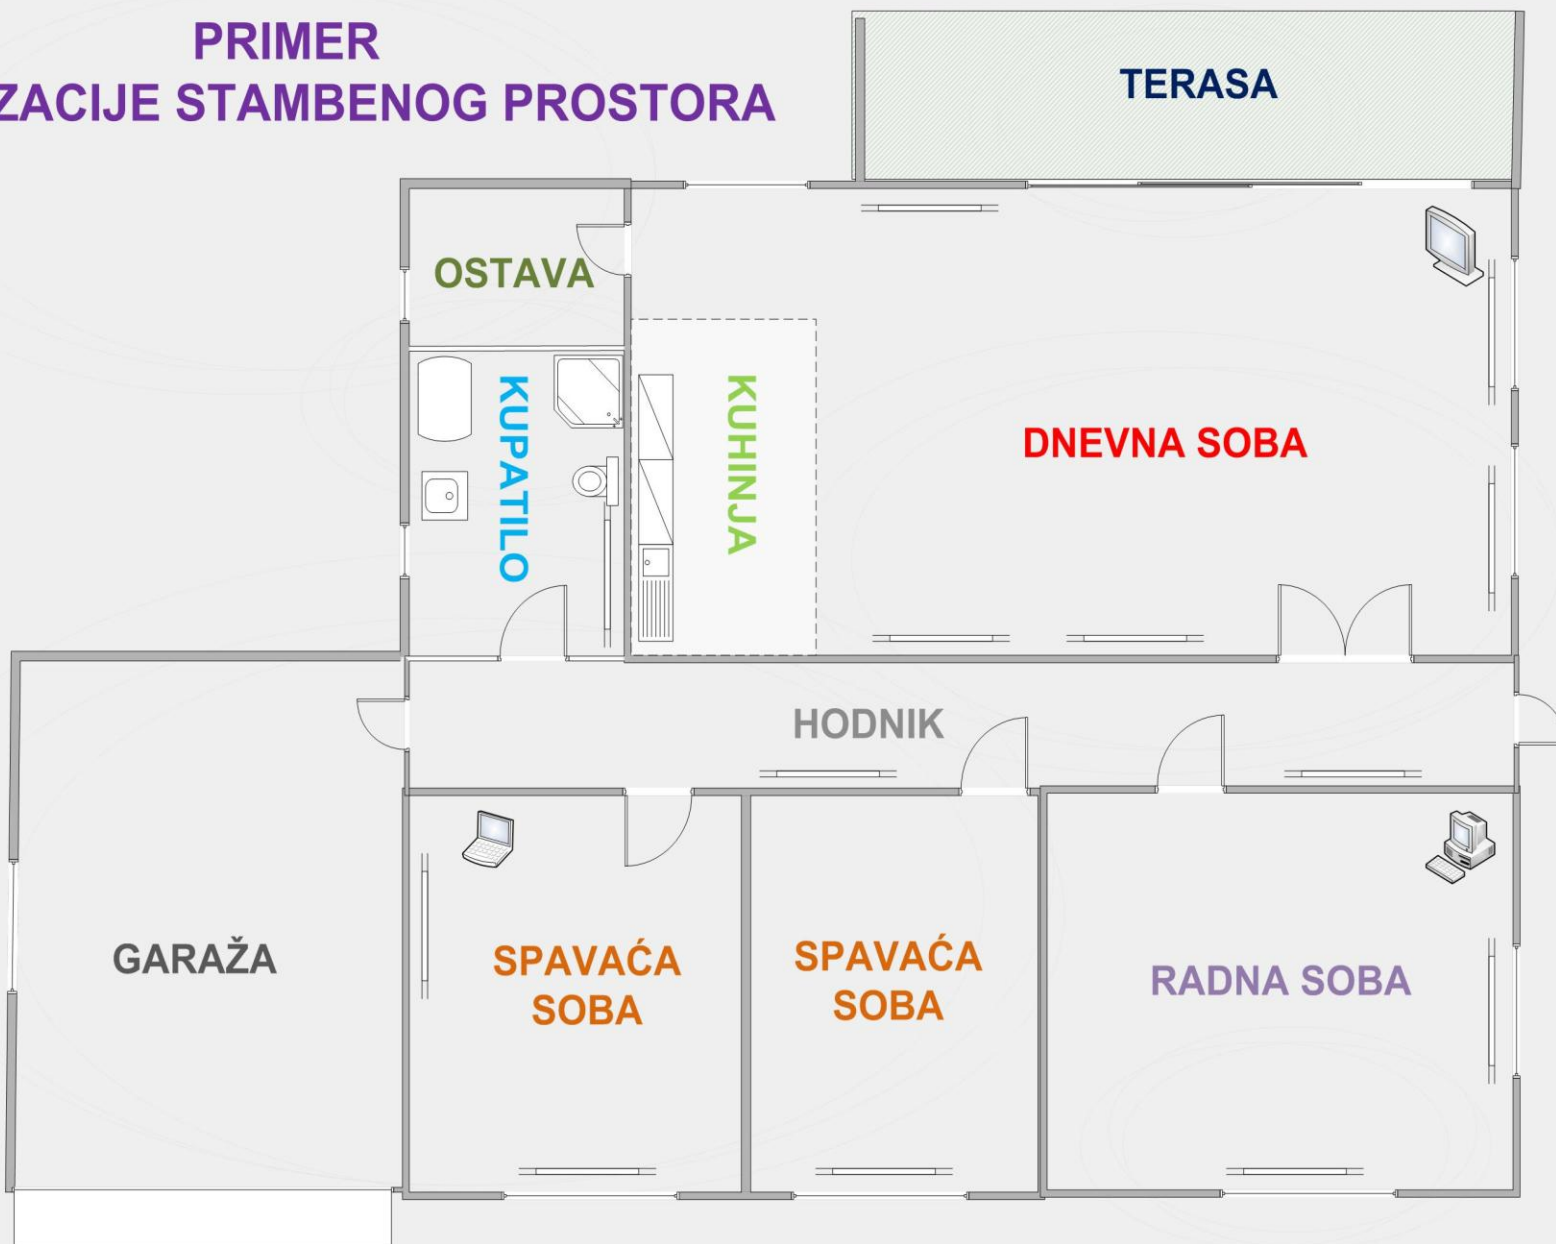 PRIMER
ZACIJE STAMBENOG PROSTORA
TERASA
OSTAVA
KUPATILO
KUHINJA
DNEVNA SOBA
HODNIK
GARAŽA
SPAVAĆA
SOBA
SPAVAĆA
SOBA
RADNA SOBA